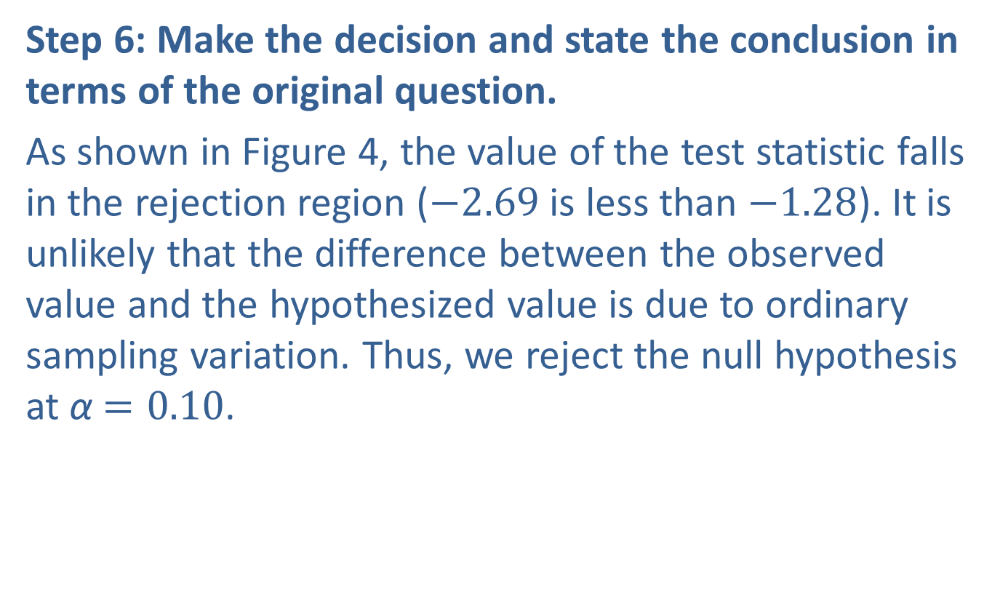 Step 6: Make the decision and state the conclusion in
terms of the original question.
As shown in Figure 4, the value of the test statistic falls
in the rejection region (−2.69 is less than −1.28). It is
unlikely that the difference between the observed
value and the hypothesized value is due to ordinary
sampling variation. Thus, we reject the null hypothesis
at α = 0.10.